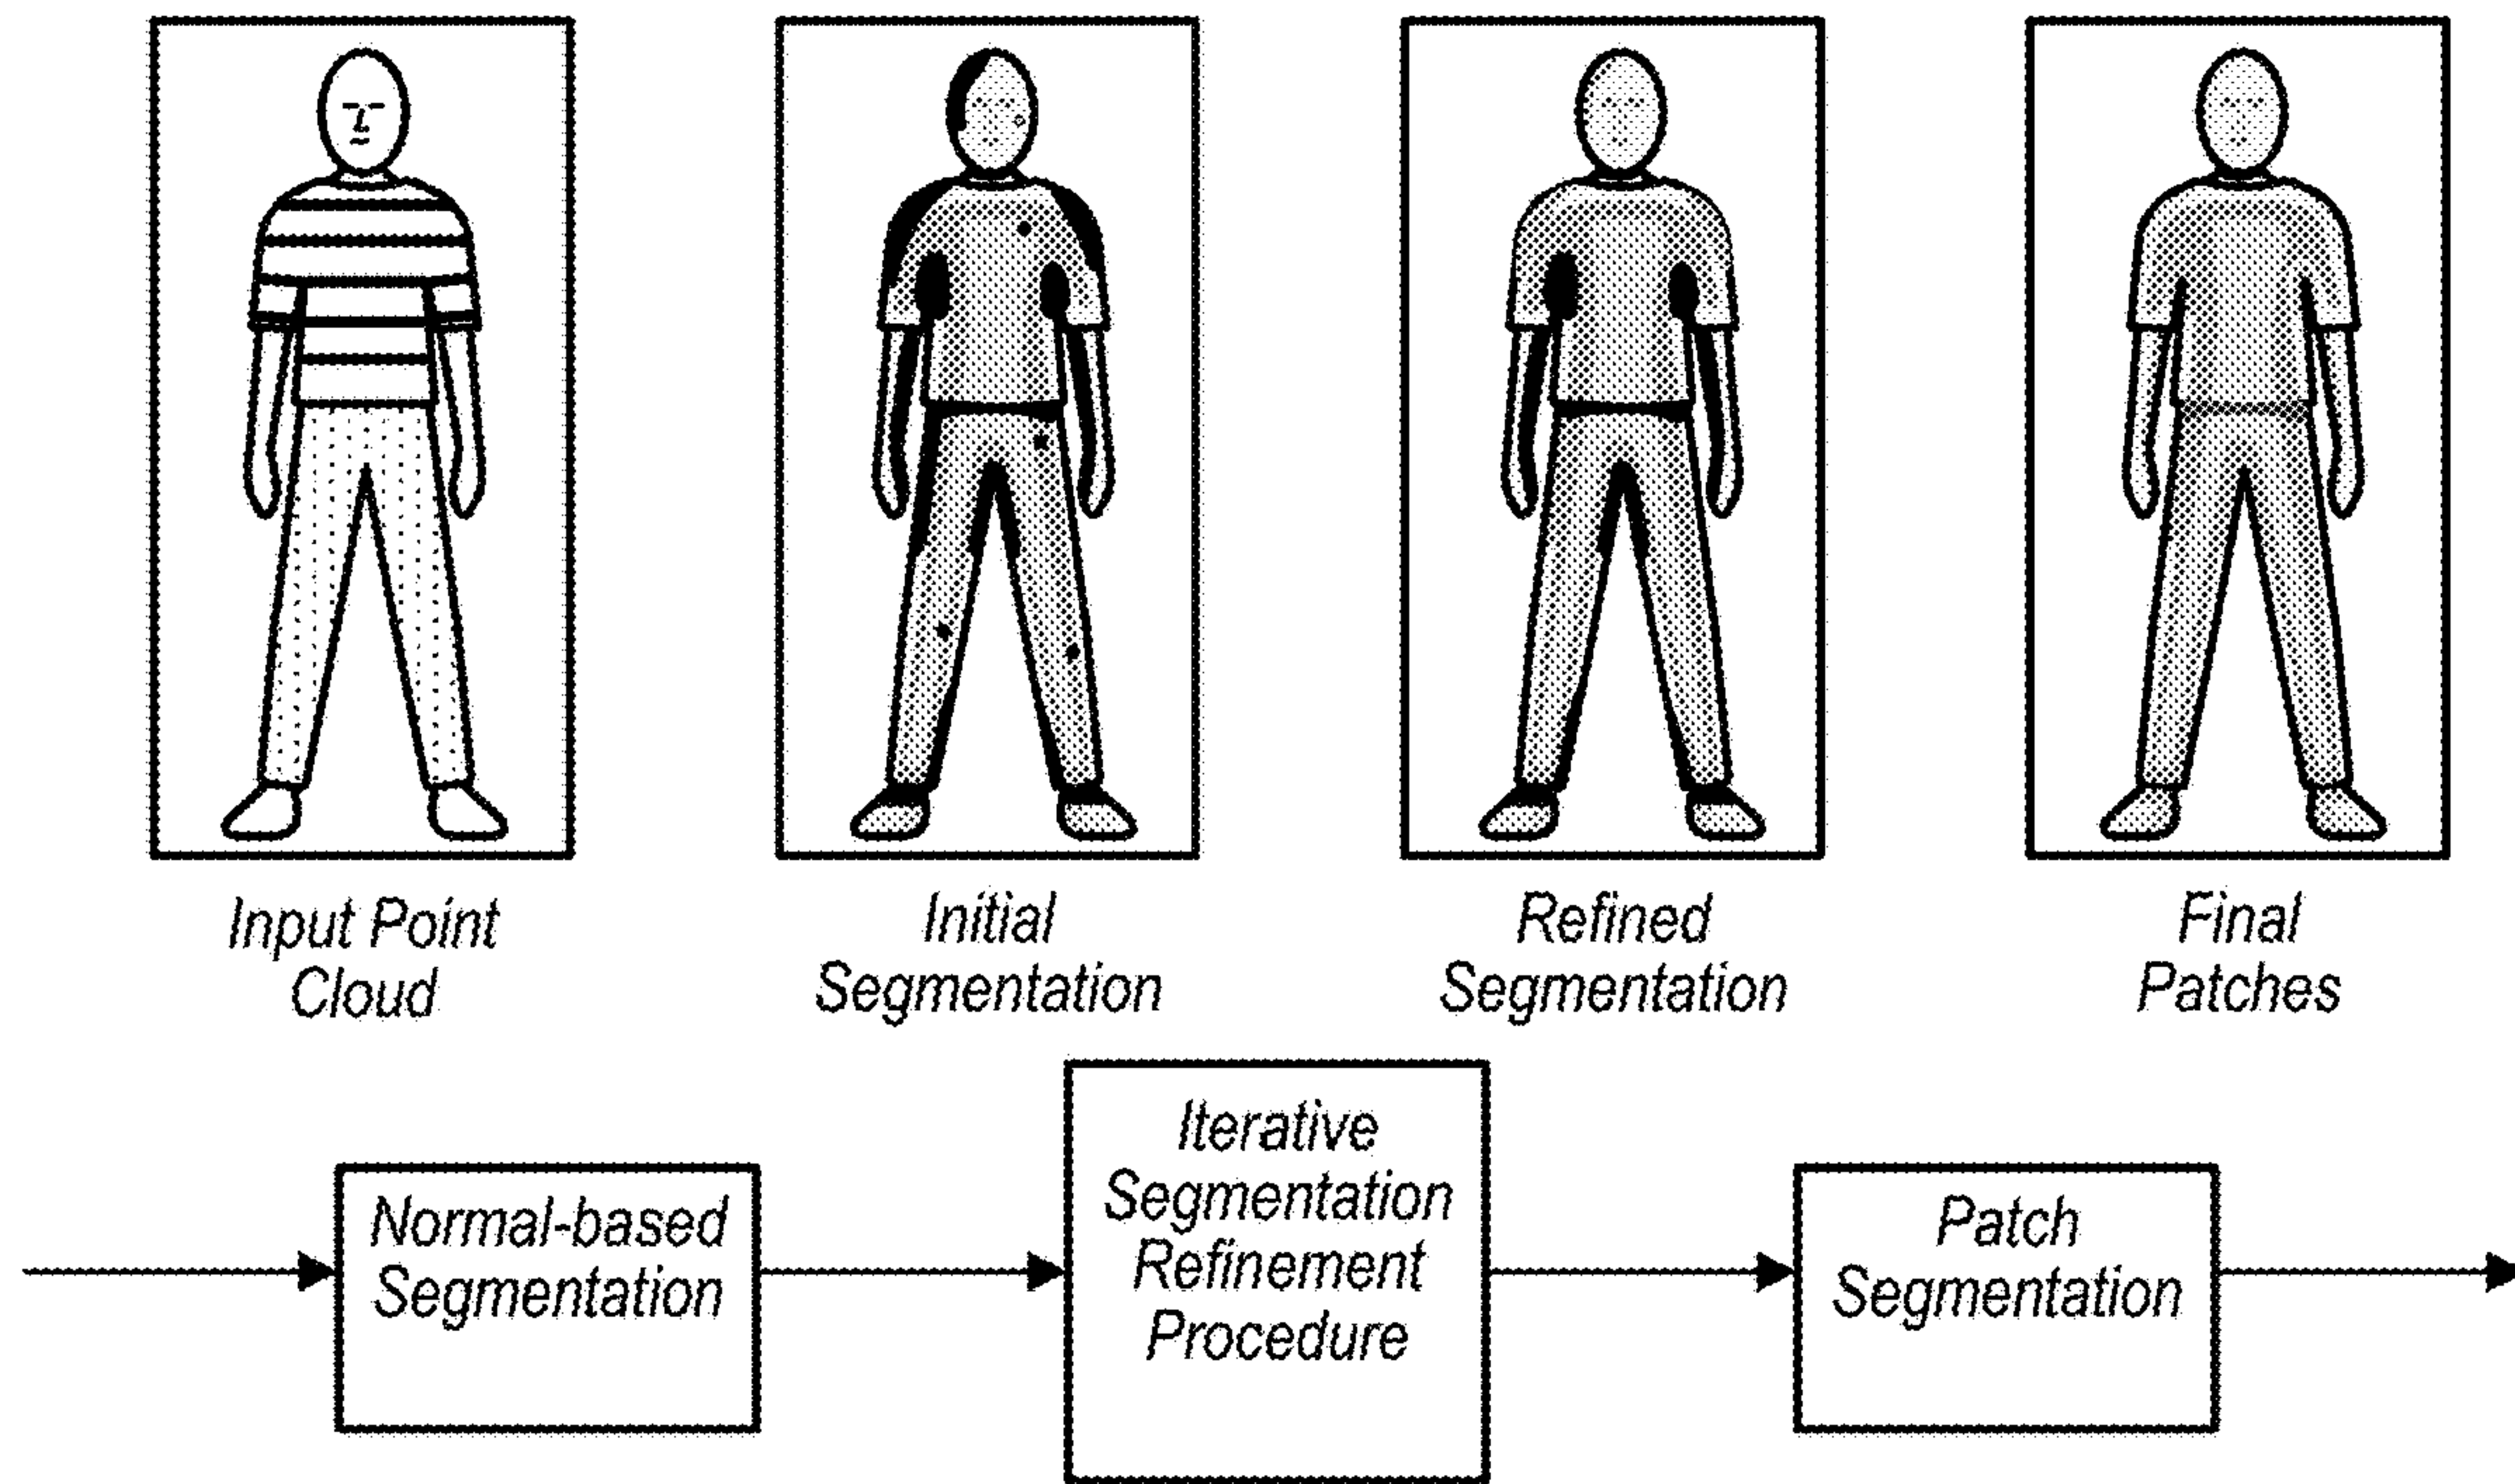 Input Point
Cloud
Initial
Segmentation
Refined
Segmentation
Final
Patches
Normal-based
Segmentation
Iterative
Segmentation
Refinement
Procedure
Patch
Segmentation